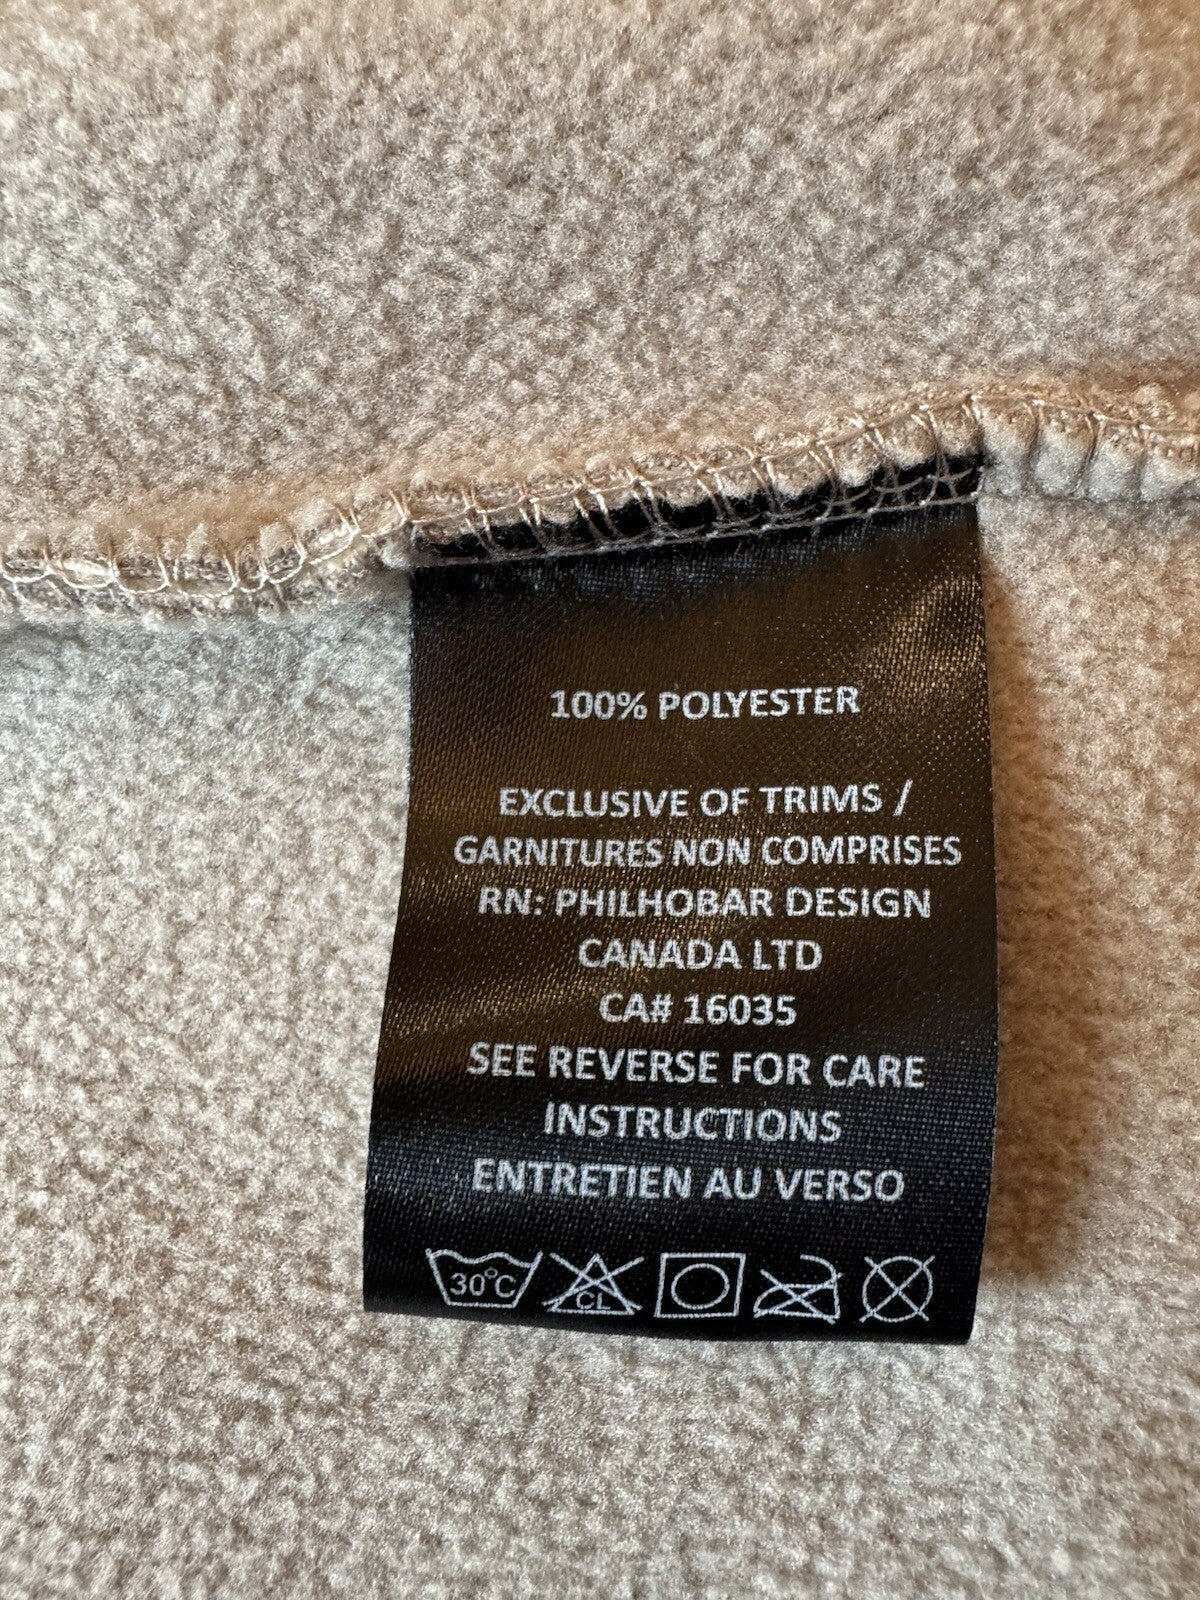 100% POLYESTER
EXCLUSIVE OF TRIMS /
GARNITURES NON COMPRISES
RN: PHILHOBAR DESIGN
CANADA LTD
CA# 16035
SEE REVERSE FOR CARE
INSTRUCTIONS
ENTRETIEN AU VERSO
30°C CL